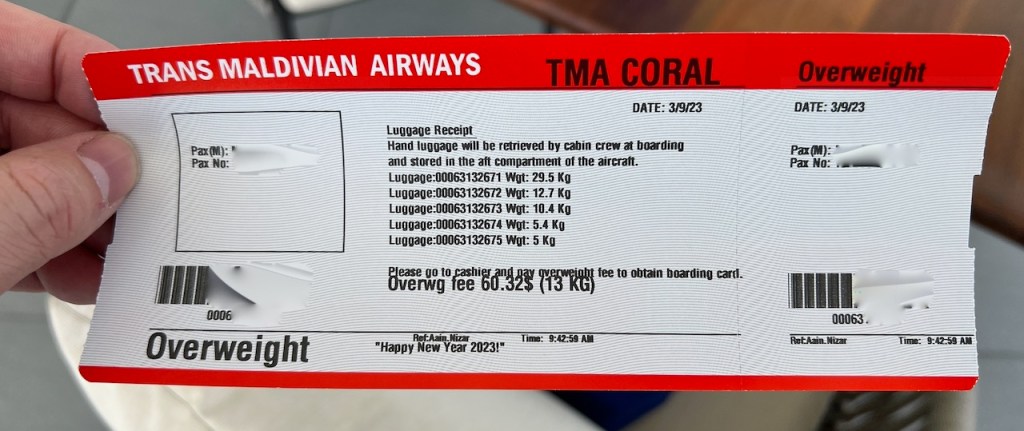 TRANS MALDIVIAN AIRWAYS
TMA CORAL
Overweight
DATE: 3/9/23
DATE: 3/9/23
Luggage Receipt
Hand luggage will be retrieved by cabin crew at boarding
and stored in the aft compartment of the aircraft.
Pax(M):
Pax No:
Pax(M):
Pax No:
Luggage:00063132671 Wgt: 29.5 Kg
Luggage:00063132672 Wgt: 12.7 Kg
Luggage:00063132673 Wgt: 10.4 Kg
Luggage:00063132674 Wgt: 5.4 Kg
Luggage:00063132675 Wgt: 5 Kg
Please go to cashier and pay overweight fee to obtain boarding card.
Overwg fee 60.32$ (13 KG)
0006
00063
Overweight
Ref:Aain.Nizar Time: 9:42:59 AM
"Happy New Year 2023!"
Ref:Aain.Nizar Time: 9:42:59 AM